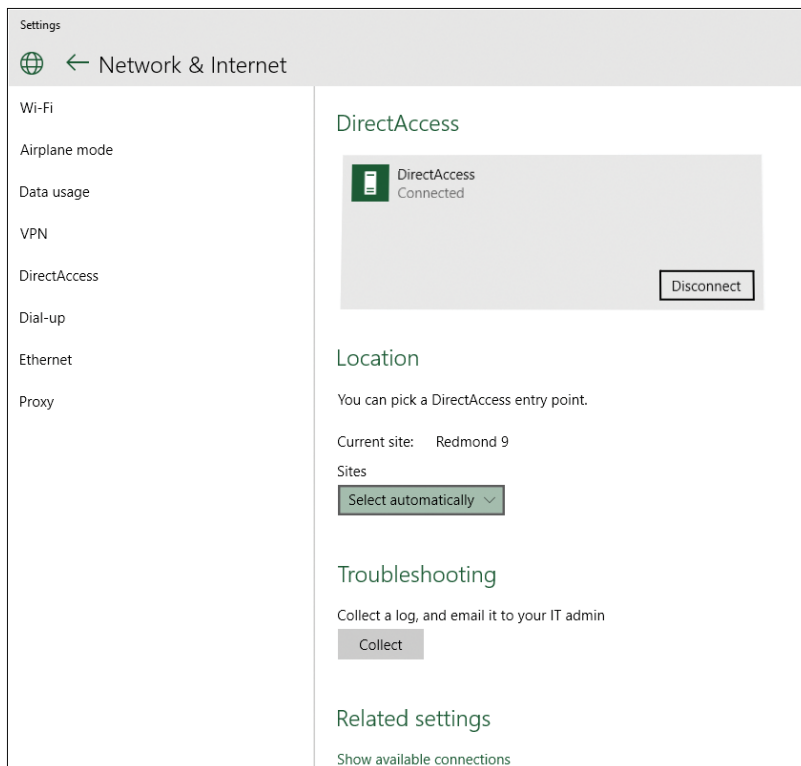 Settings
Network & Internet
Wi-Fi
Airplane mode
Data usage
VPN
DirectAccess
Dial-up
Ethernet
Proxy
DirectAccess
DirectAccess
Connected
Disconnect
Location
You can pick a DirectAccess entry point.
Current site: Redmond 9
Sites
Select automatically
Troubleshooting
Collect a log, and email it to your IT admin
Collect
Related settings
Show available connections